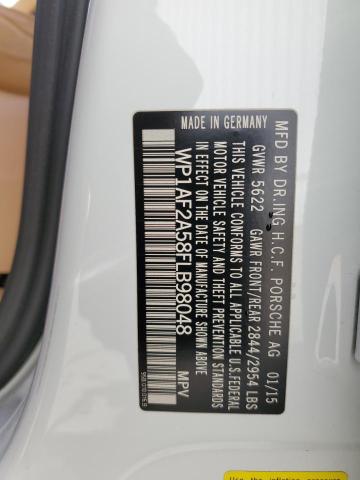 MFD BY DR.ING H.C.F. PORSCHE AG 01/15
GVWR 5622 GAWR FRONT/REAR 2844/2954 LBS
THIS VEHICLE CONFORMS TO ALL APPLICABLE U.S.FEDERAL
MOTOR VEHICLE SAFETY AND THEFT PREVENTION STANDARDS
IN EFFECT ON THE DATE OF MANUFACTURE SHOWN ABOVE
WP1AF2A58FLB98048 MPV
MADE IN GERMANY